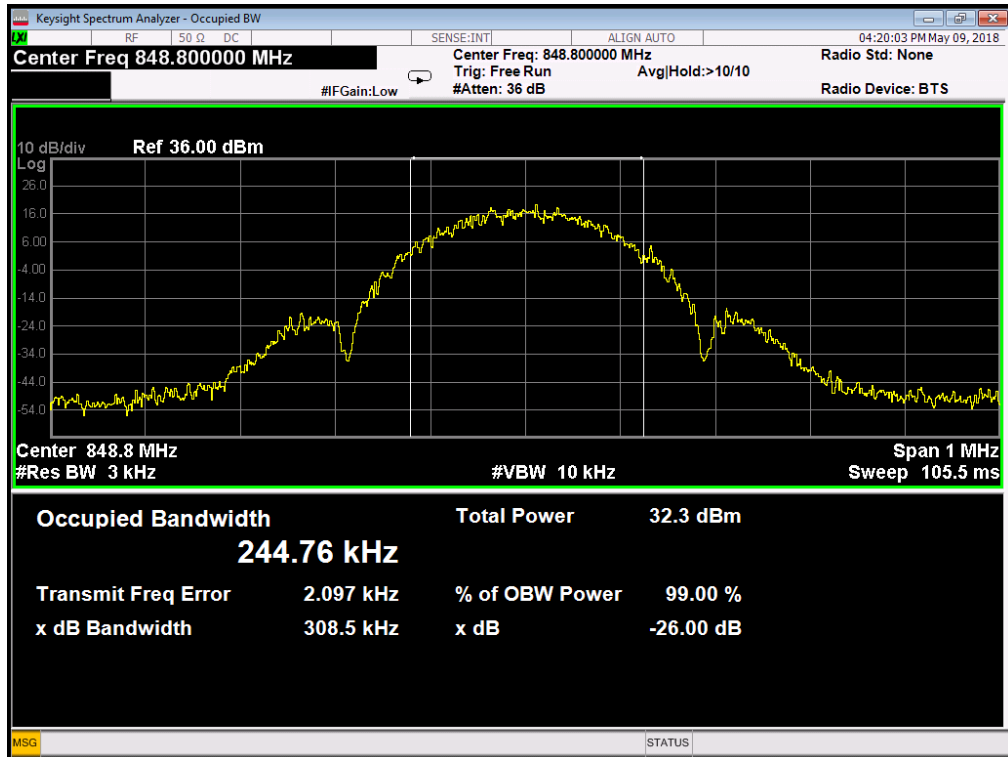 Keysight Spectrum Analyzer - Occupied BW
LXI RF 50 Ω DC SENSE:INT ALIGN AUTO 04:20:03 PM May 09, 2018
Center Freq 848.800000 MHz Center Freq: 848.800000 MHz Radio Std: None
Trig: Free Run Avg|Hold:>10/10
#IFGain:Low #Atten: 36 dB Radio Device: BTS
10 dB/div Ref 36.00 dBm
Log
26.0
16.0
6.00
-4.00
-14.0
-24.0
-34.0
-44.0
-54.0
Center 848.8 MHz Span 1 MHz
#Res BW 3 kHz #VBW 10 kHz Sweep 105.5 ms
Occupied Bandwidth Total Power 32.3 dBm
244.76 kHz
Transmit Freq Error 2.097 kHz % of OBW Power 99.00 %
x dB Bandwidth 308.5 kHz x dB -26.00 dB
MSG STATUS